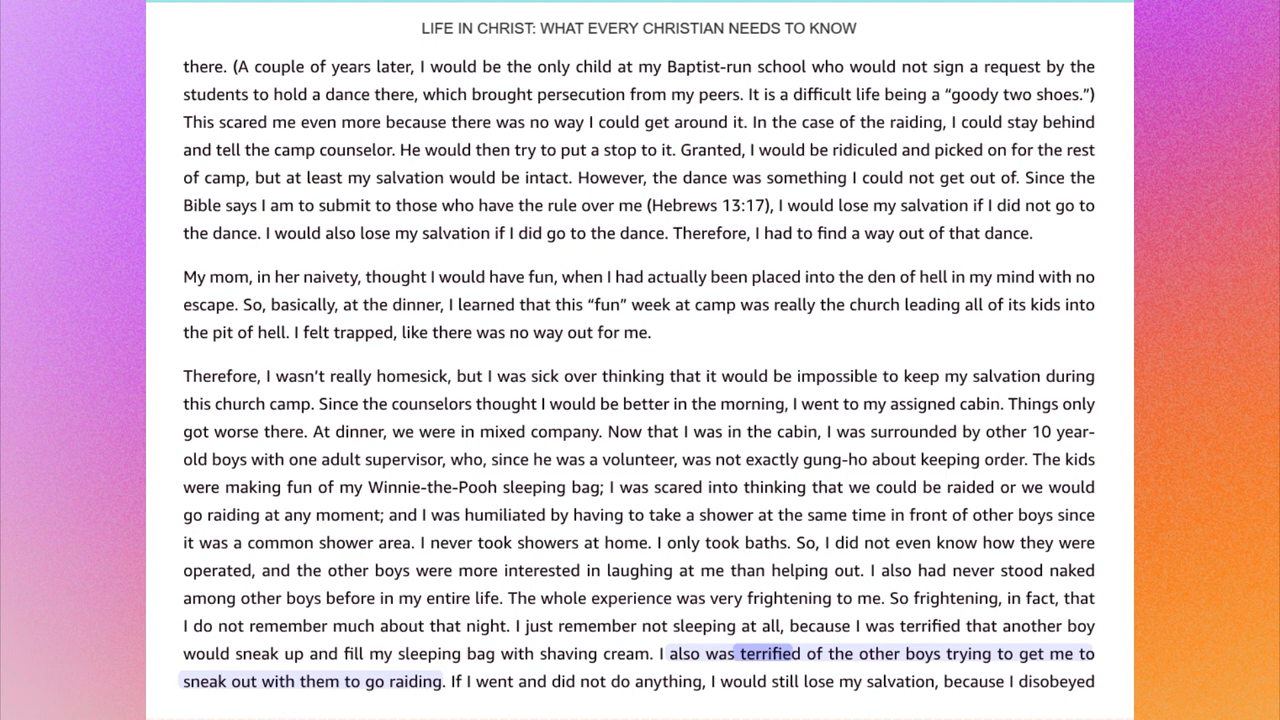 LIFE IN CHRIST: WHAT EVERY CHRISTIAN NEEDS TO KNOW
there. (A couple of years later, I would be the only child at my Baptist-run school who would not sign a request by the
students to hold a dance there, which brought persecution from my peers. It is a difficult life being a “goody two shoes.”)
This scared me even more because there was no way I could get around it. In the case of the raiding, I could stay behind
and tell the camp counselor. He would then try to put a stop to it. Granted, I would be ridiculed and picked on for the rest
of camp, but at least my salvation would be intact. However, the dance was something I could not get out of. Since the
Bible says I am to submit to those who have the rule over me (Hebrews 13:17), I would lose my salvation if I did not go to
the dance. I would also lose my salvation if I did go to the dance. Therefore, I had to find a way out of that dance.
My mom, in her naivety, thought I would have fun, when I had actually been placed into the den of hell in my mind with no
escape. So, basically, at the dinner, I learned that this “fun” week at camp was really the church leading all of its kids into
the pit of hell. I felt trapped, like there was no way out for me.
Therefore, I wasn’t really homesick, but I was sick over thinking that it would be impossible to keep my salvation during
this church camp. Since the counselors thought I would be better in the morning, I went to my assigned cabin. Things only
got worse there. At dinner, we were in mixed company. Now that I was in the cabin, I was surrounded by other 10 year-
old boys with one adult supervisor, who, since he was a volunteer, was not exactly gung-ho about keeping order. The kids
were making fun of my Winnie-the-Pooh sleeping bag; I was scared into thinking that we could be raided or we would
go raiding at any moment; and I was humiliated by having to take a shower at the same time in front of other boys since
it was a common shower area. I never took showers at home. I only took baths. So, I did not even know how they were
operated, and the other boys were more interested in laughing at me than helping out. I also had never stood naked
among other boys before in my entire life. The whole experience was very frightening to me. So frightening, in fact, that
I do not remember much about that night. I just remember not sleeping at all, because I was terrified that another boy
would sneak up and fill my sleeping bag with shaving cream. I also was terrified of the other boys trying to get me to
sneak out with them to go raiding. If I went and did not do anything, I would still lose my salvation, because I disobeyed